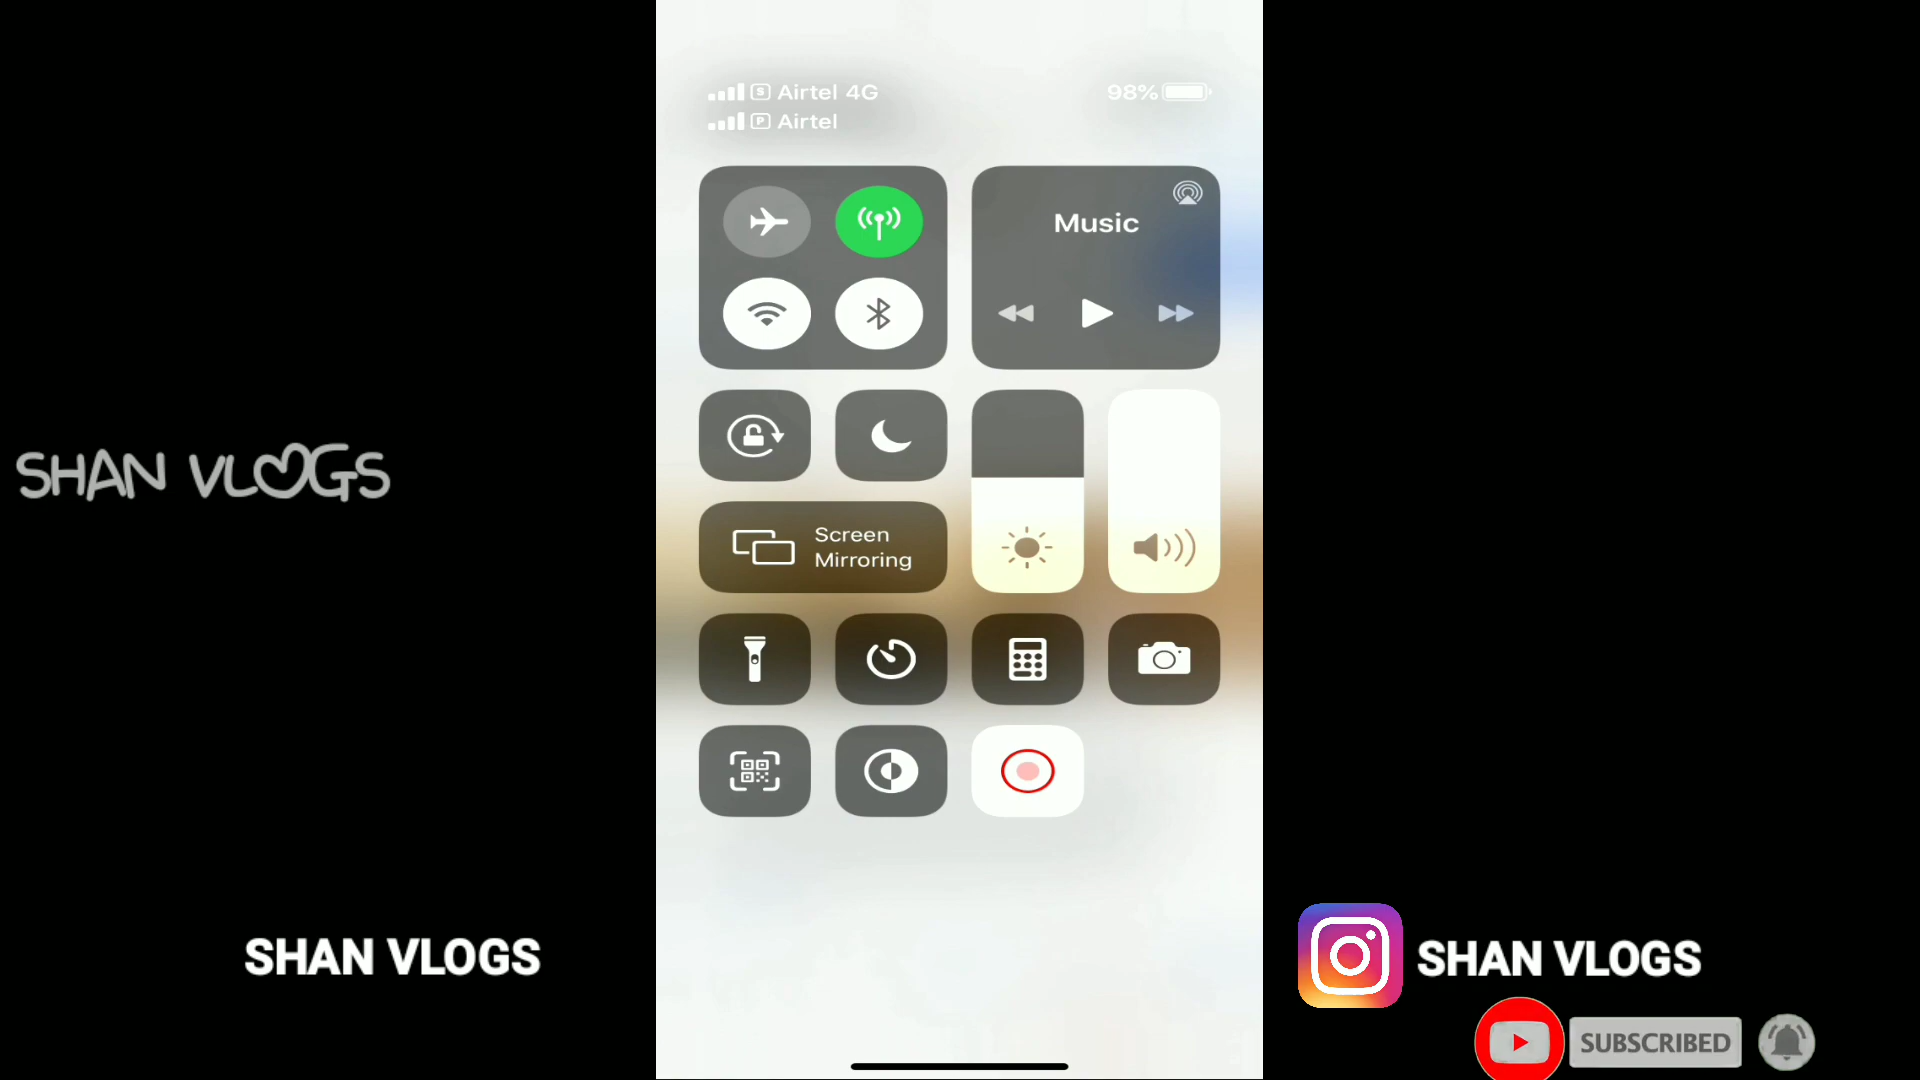 S Airtel 4G
98%
P Airtel
Music
Screen
Mirroring
SHAN VLOGS
SHAN VLOGS
SHAN VLOGS
SUBSCRIBED